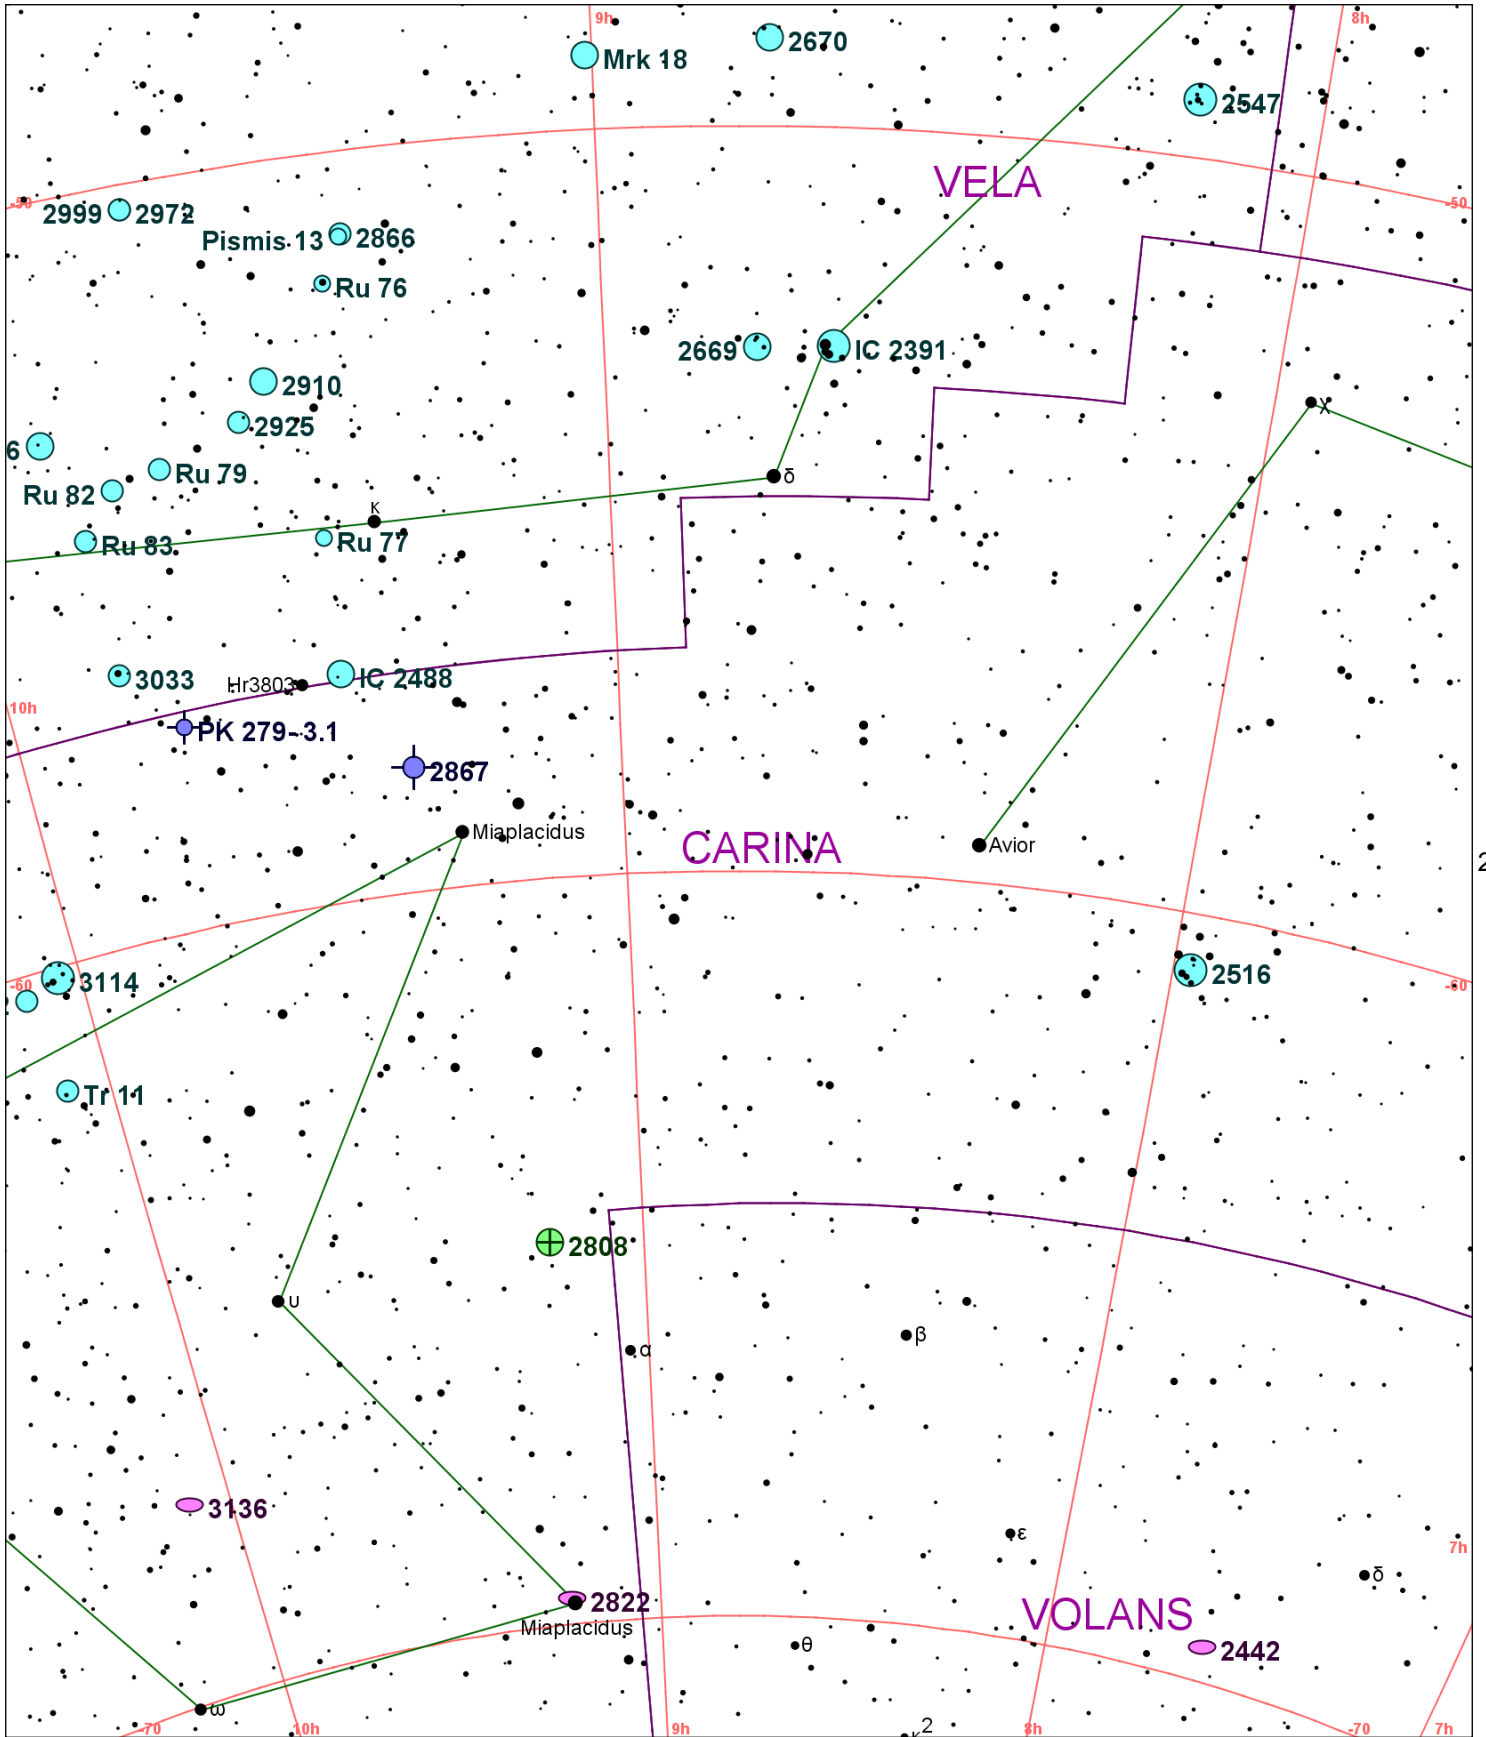 9h
8h
2670
Mrk 18
2547
VELA
-50
-50
2999
2972
Pismis 13
2866
Ru 76
2669
IC 2391
2910
χ
2925
6
Ru 79
δ
Ru 82
κ
Ru 83
Ru 77
3033
Hr3803
IC 2488
10h
PK 279-3.1
2867
Miaplacidus
CARINA
Avior
2
3114
-60
2516
-60
2
Tr 11
2808
υ
β
α
3136
ε
7h
δ
2822
VOLANS
Miaplacidus
θ
2442
ω
-70
10h
9h
κ2
8h
-70
7h